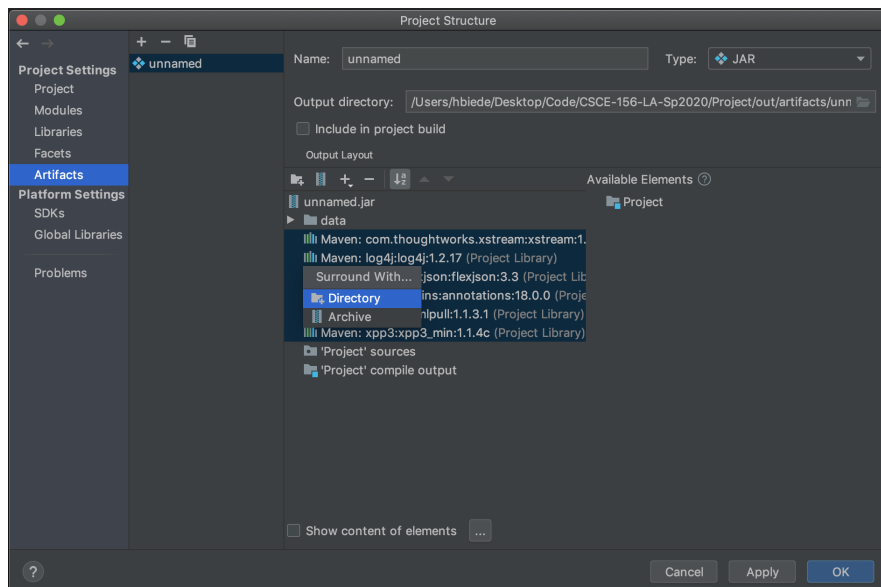 Project Structure
Project Settings
Project
Modules
Libraries
Facets
Artifacts
Platform Settings
SDKs
Global Libraries
Problems
unnamed
Name: unnamed Type: JAR
Output directory: /Users/hbiede/Desktop/Code/CSCE-156-LA-Sp2020/Project/out/artifacts/unn
Include in project build
Output Layout
Available Elements ?
unnamed.jar
data
Maven: com.thoughtworks.xstream:xstream:1.
Maven: log4j:log4j:1.2.17 (Project Library)
Surround With... json:flexjson:3.3 (Project Lib
Directory ins:annotations:18.0.0 (Proje
Archive mlpull:1.1.3.1 (Project Library)
Maven: xpp3:xpp3_min:1.1.4c (Project Library)
'Project' sources
'Project' compile output
Project
Show content of elements ...
? Cancel Apply OK